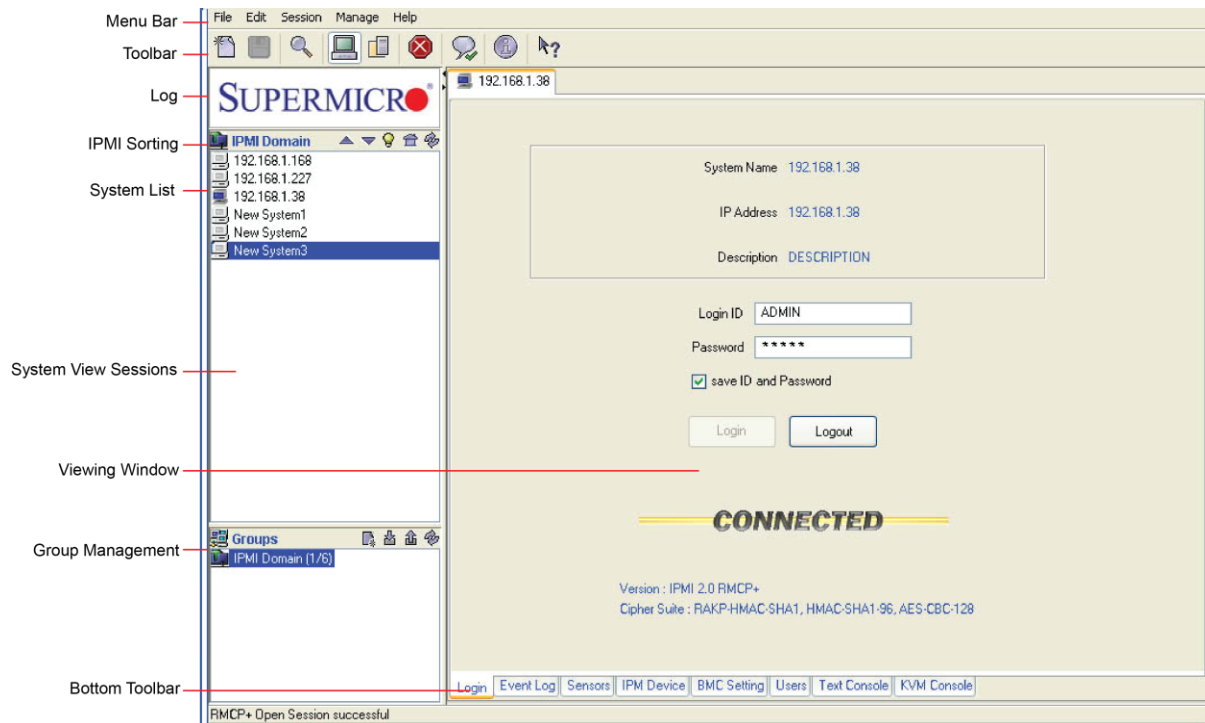 Menu Bar
File Edit Session Manage Help
Toolbar
Log
SUPERMICRO
192.168.1.38
IPMI Sorting
IPMI Domain
System List
192.168.1.168
192.168.1.227
192.168.1.38
New System1
New System2
New System3
System Name 192.168.1.38
IP Address 192.168.1.38
Description DESCRIPTION
Login ID ADMIN
Password *****
save ID and Password
Login Logout
System View Sessions
Viewing Window
CONNECTED
Group Management
Groups
IPMI Domain (1/6)
Version : IPMI 2.0 RMCP+
Cipher Suite : RAKP-HMAC-SHA1, HMAC-SHA1-96, AES-CBC-128
Bottom Toolbar
Login Event Log Sensors IPM Device BMC Setting Users Text Console KVM Console
RMCP+ Open Session successful